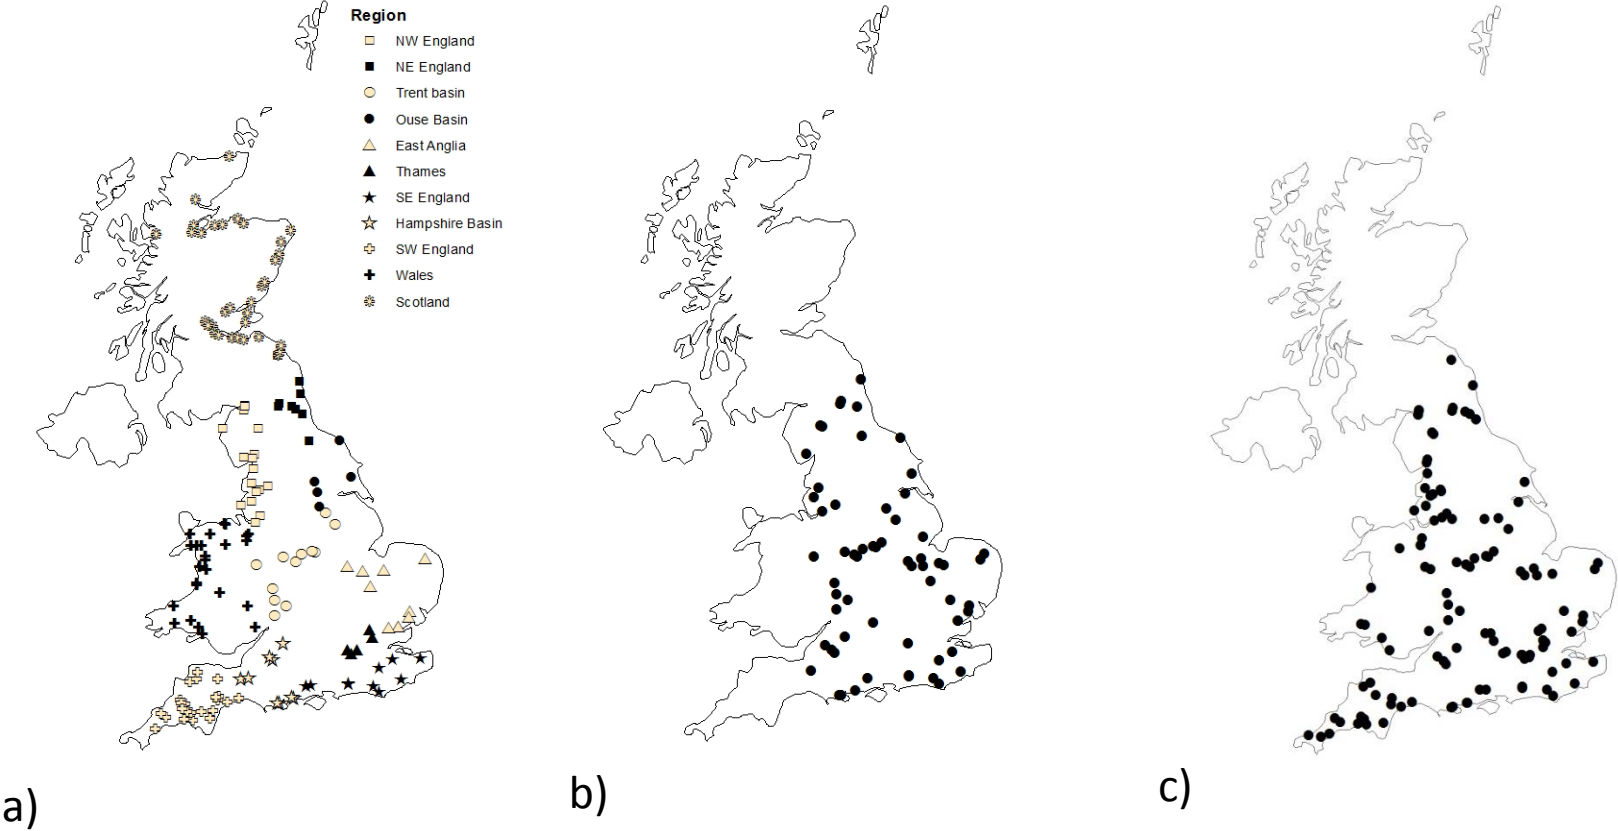 Region
NW England
NE England
Trent basin
Ouse Basin
East Anglia
Thames
SE England
Hampshire Basin
SW England
Wales
Scotland
a)
b)
c)